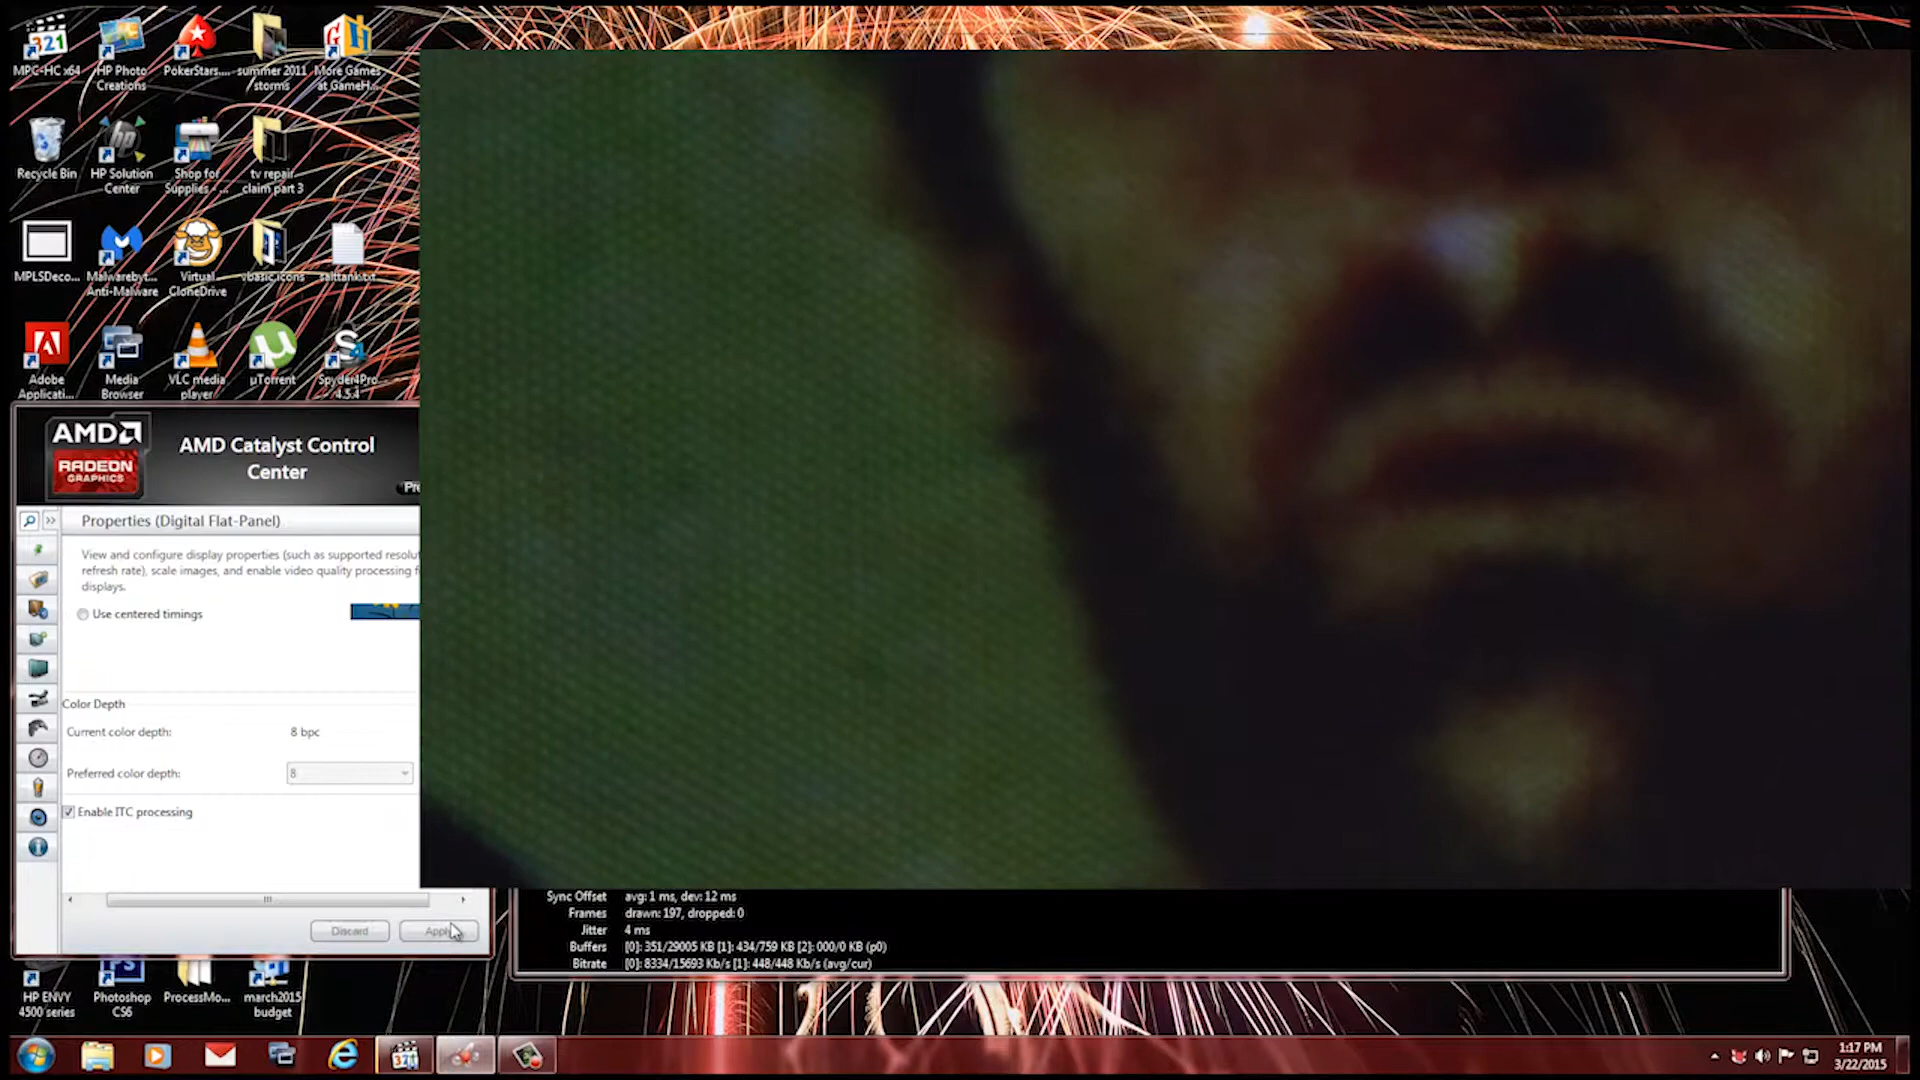 MPC-HC x64
HP Photo
Creations
PokerStars....
summer 2011
storms
More Games
at GameH...
Recycle Bin
HP Solution
Center
Shop for
Supplies - ...
tv repair
claim part 3
MPLSDeco...
Malwarebyt...
Anti-Malware
Virtual
CloneDrive
vbasic.icons
salttank.txt
Adobe
Applicati...
Media
Browser
VLC media
player
µTorrent
Spyder4Pro
4.5.4
AMD
RADEON
GRAPHICS
AMD Catalyst Control
Center
Pre
Properties (Digital Flat-Panel)
View and configure display properties (such as supported resolut
refresh rate), scale images, and enable video quality processing f
displays.
Use centered timings
Color Depth
Current color depth: 8 bpc
Preferred color depth: 8
Enable ITC processing
Discard
Apply
Sync Offset avg: 1 ms, dev: 12 ms
Frames drawn: 197, dropped: 0
Jitter 4 ms
Buffers [0]: 351/29005 KB [1]: 434/759 KB [2]: 000/0 KB (p0)
Bitrate [0]: 8334/15693 Kb/s [1]: 448/448 Kb/s (avg/cur)
HP ENVY
4500 series
Photoshop
CS6
ProcessMo...
march2015
budget
321
1:17 PM
3/22/2015